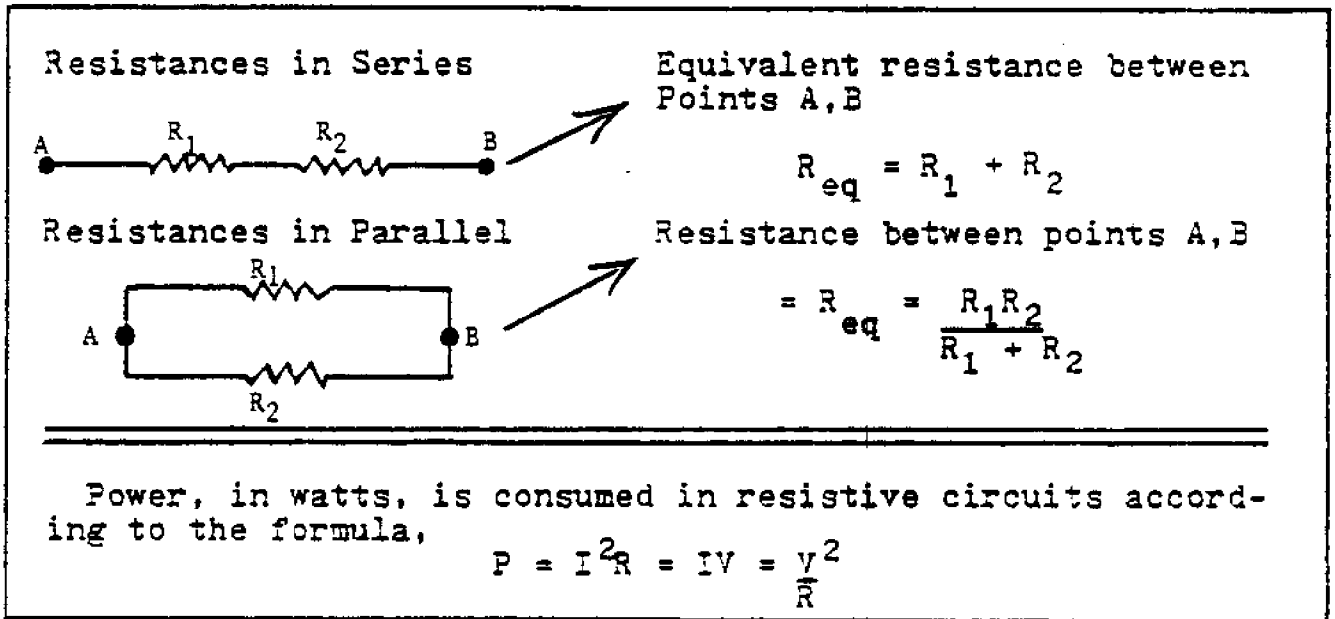 Resistances in Series
A R1 R2 B
Equivalent resistance between
Points A,B
Req = R1 + R2
Resistances in Parallel
R1
A B
R2
Resistance between points A,B
= Req = R1R2
R1 + R2
Power, in watts, is consumed in resistive circuits accord-
ing to the formula,
P = I²R = IV = V²
R